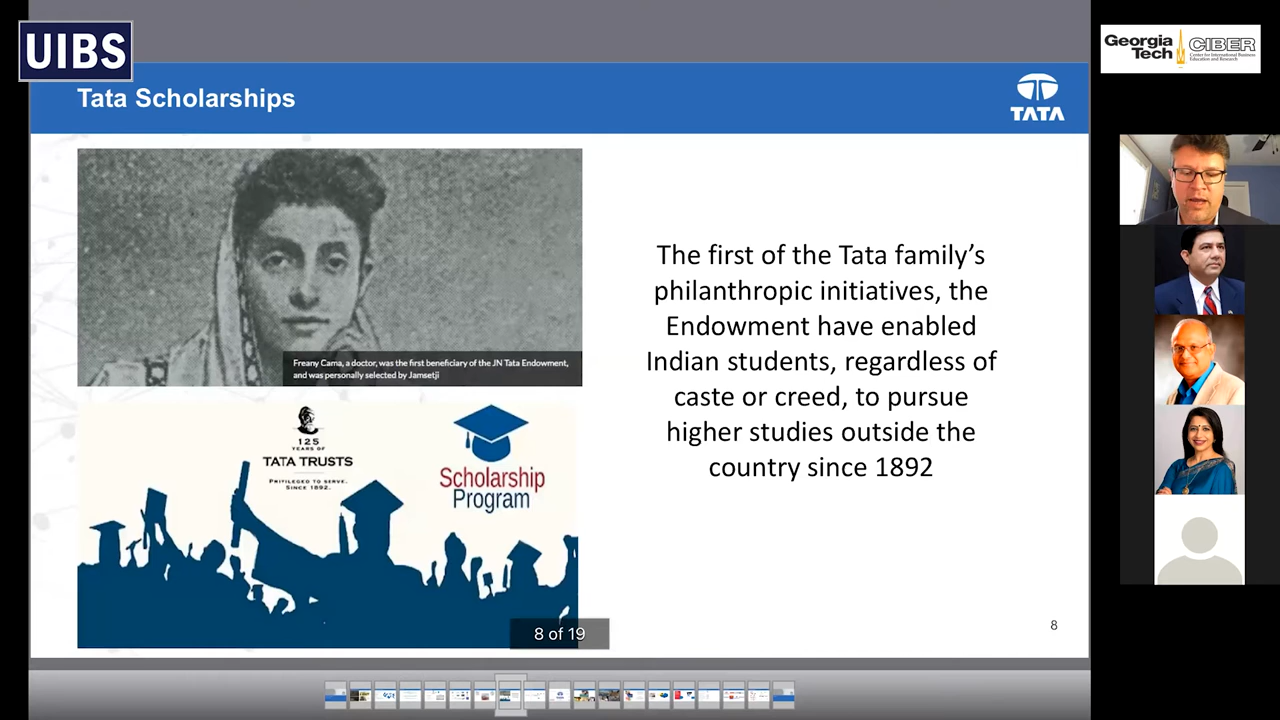 UIBS
Georgia
Tech
CIBER
Center for International Business
Education and Research
Tata Scholarships
TATA
Freany Cama, a doctor, was the first beneficiary of the JN Tata Endowment,
and was personally selected by Jamsetji
The first of the Tata family’s
philanthropic initiatives, the
Endowment have enabled
Indian students, regardless of
caste or creed, to pursue
higher studies outside the
country since 1892
125
YEARS OF
TATA TRUSTS
PRIVILEGED TO SERVE.
SINCE 1892.
Scholarship
Program
8 of 19
8